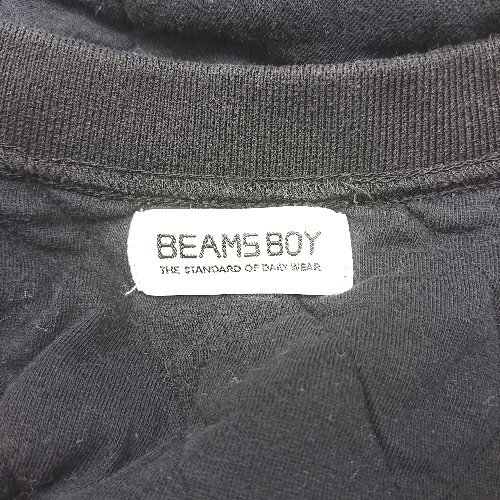 BEAMS BOY
THE STANDARD OF DAILY WEAR